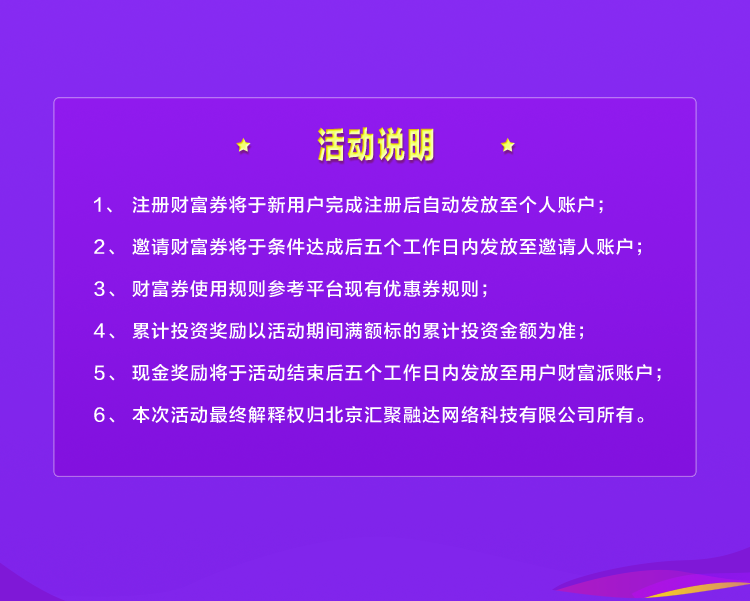 活动说明
1、 注册财富券将于新用户完成注册后自动发放至个人账户；
2、 邀请财富券将于条件达成后五个工作日内发放至邀请人账户；
3、 财富券使用规则参考平台现有优惠券规则；
4、 累计投资奖励以活动期间满额标的累计投资金额为准；
5、 现金奖励将于活动结束后五个工作日内发放至用户财富派账户；
6、 本次活动最终解释权归北京汇聚融达网络科技有限公司所有。